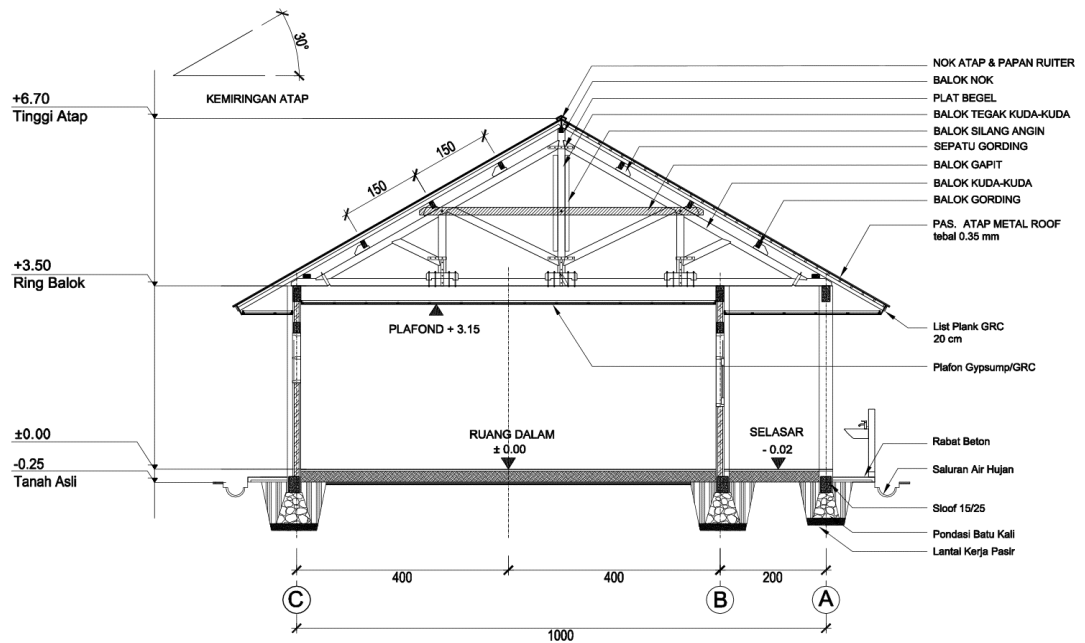 30°
KEMIRINGAN ATAP
+6.70
Tinggi Atap
150
150
+3.50
Ring Balok
PLAFOND + 3.15
±0.00
-0.25
Tanah Asli
RUANG DALAM
± 0.00
SELASAR
- 0.02
NOK ATAP & PAPAN RUITER
BALOK NOK
PLAT BEGEL
BALOK TEGAK KUDA-KUDA
BALOK SILANG ANGIN
SEPATU GORDING
BALOK GAPIT
BALOK KUDA-KUDA
BALOK GORDING
PAS. ATAP METAL ROOF
tebal 0.35 mm
List Plank GRC
20 cm
Plafon Gypsump/GRC
Rabat Beton
Saluran Air Hujan
Sloof 15/25
Pondasi Batu Kali
Lantai Kerja Pasir
400
400
200
C
B
A
1000